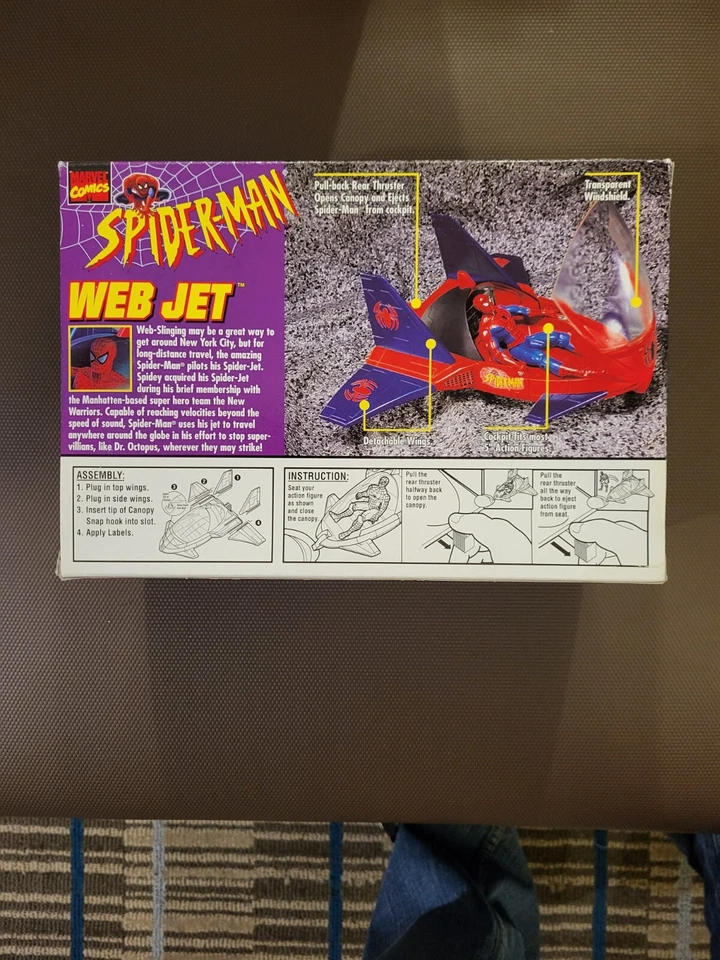 MARVEL
COMICS
SPIDER-MAN
WEB JET™
Web-Slinging may be a great way to
get around New York City, but for
long-distance travel, the amazing
Spider-Man® pilots his Spider-Jet.
Spidey acquired his Spider-Jet
during his brief membership with
the Manhatten-based super hero team the New
Warriors. Capable of reaching velocities beyond the
speed of sound, Spider-Man® uses his jet to travel
anywhere around the globe in his effort to stop super-
villians, like Dr. Octopus, wherever they may strike!
Pull-back Rear Thruster
Opens Canopy and Ejects
Spider-Man® from cockpit.
Transparent
Windshield.
SPIDER-MAN
Detachable Wings.
Cockpit fits most
5" Action Figures.
ASSEMBLY:
1. Plug in top wings.
2. Plug in side wings.
3. Insert tip of Canopy
Snap hook into slot.
4. Apply Labels.
3
2
1
4
INSTRUCTION:
Seat your
action figure
as shown
and close
the canopy.
Pull the
rear thruster
halfway back
to open the
canopy.
Pull the
rear thruster
all the way
back to eject
action figure
from seat.